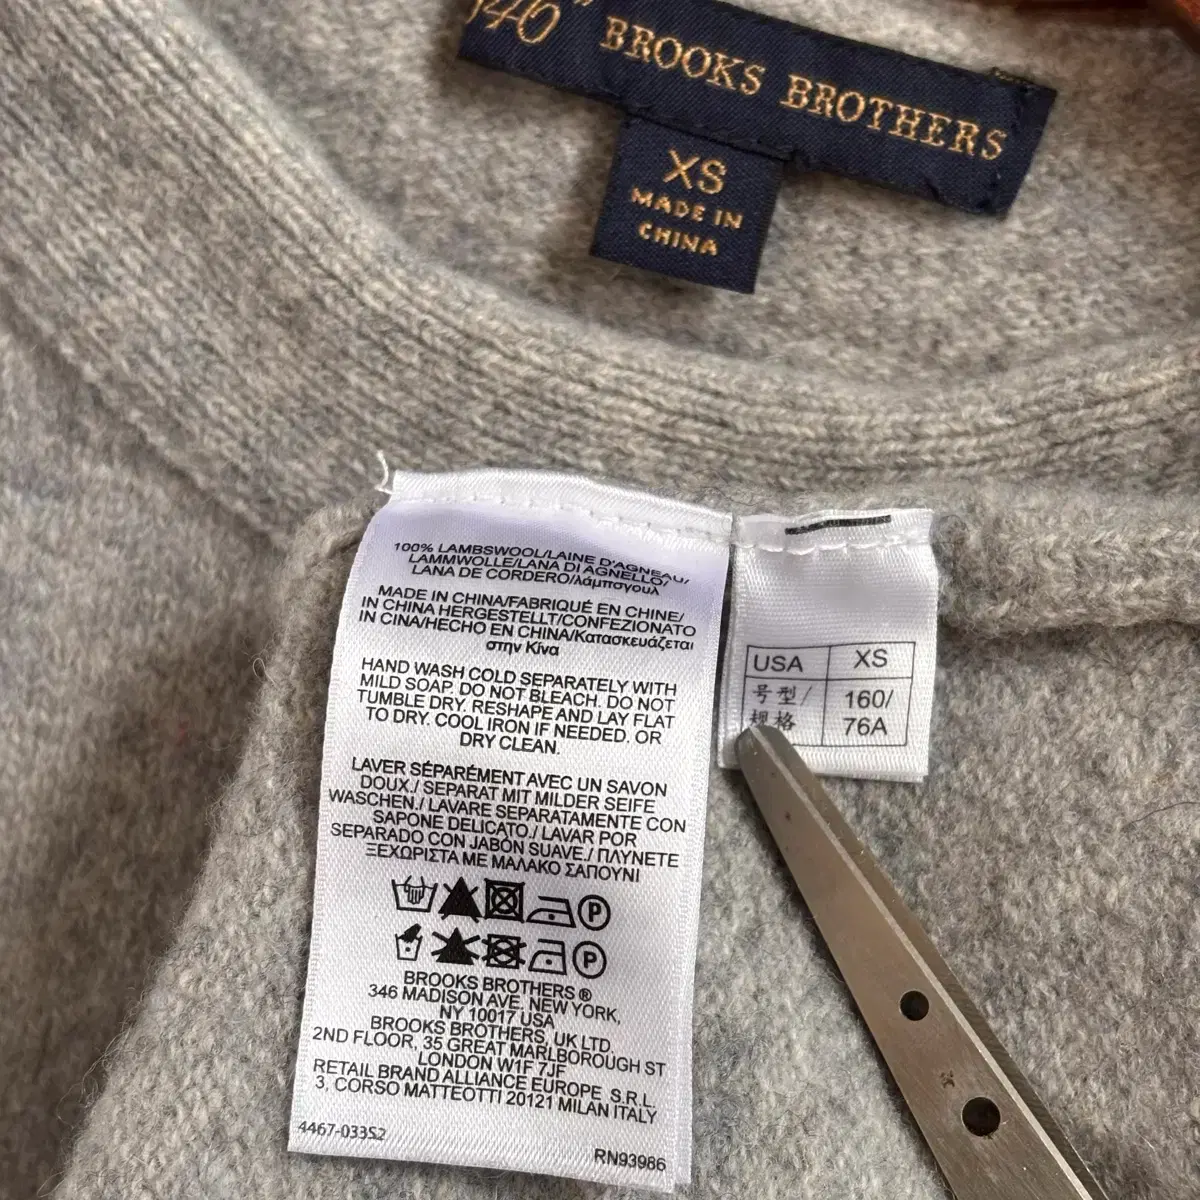 346" BROOKS BROTHERS
XS
MADE IN
CHINA
100% LAMBSWOOL/LAINE D'AGNEAU/
LAMMWOLLE/LANA DI AGNELLO/
LANA DE CORDERO/λάμπσγουλ
MADE IN CHINA/FABRIQUÉ EN CHINE/
IN CHINA HERGESTELLT/CONFEZIONATO
IN CINA/HECHO EN CHINA/Κατασκευάζεται
στην Κίνα
HAND WASH COLD SEPARATELY WITH
MILD SOAP. DO NOT BLEACH. DO NOT
TUMBLE DRY. RESHAPE AND LAY FLAT
TO DRY. COOL IRON IF NEEDED. OR
DRY CLEAN.
LAVER SÉPARÉMENT AVEC UN SAVON
DOUX./ SEPARAT MIT MILDER SEIFE
WASCHEN./ LAVARE SEPARATAMENTE CON
SAPONE DELICATO./ LAVAR POR
SEPARADO CON JABÓN SUAVE./ ΠΛΥΝΕΤΕ
ΞΕΧΩΡΙΣΤΑ ΜΕ ΜΑΛΑΚΟ ΣΑΠΟΥΝΙ
P
P
BROOKS BROTHERS ®
346 MADISON AVE, NEW YORK,
NY 10017 USA
BROOKS BROTHERS, UK LTD.
2ND FLOOR, 35 GREAT MARLBOROUGH ST
LONDON W1F 7JF
RETAIL BRAND ALLIANCE EUROPE S.R.L.
3, CORSO MATTEOTTI 20121 MILAN ITALY
4467-03352
RN93986
USA XS
号型/ 160/
规格 76A